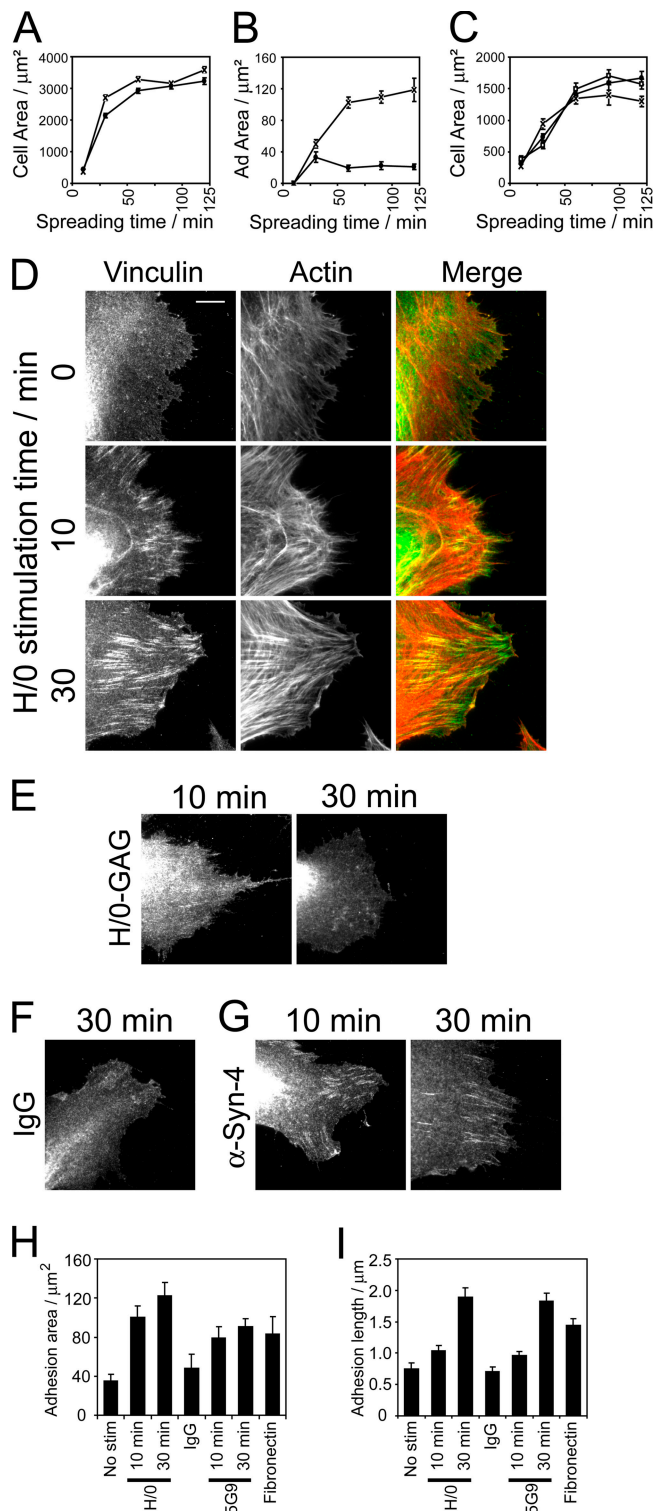 A
B
C
Cell Area / µm²
4000
3000
2000
1000
0
0
50
100
125
Spreading time / min
Ad Area / µm²
120
80
40
0
0
50
100
125
Spreading time / min
Cell Area / µm²
2000
1500
1000
500
0
0
50
100
125
Spreading time / min
D
Vinculin
Actin
Merge
H/0 stimulation time / min
0
10
30
E
10 min
30 min
H/0-GAG
F
30 min
IgG
G
10 min
30 min
α-Syn-4
H
Adhesion area / µm²
160
120
80
40
0
No stim
10 min
30 min
IgG
10 min
30 min
Fibronectin
H/0
5G9
I
Adhesion length / µm
2.5
2.0
1.5
1.0
0.5
0
No stim
10 min
30 min
IgG
10 min
30 min
Fibronectin
H/0
5G9